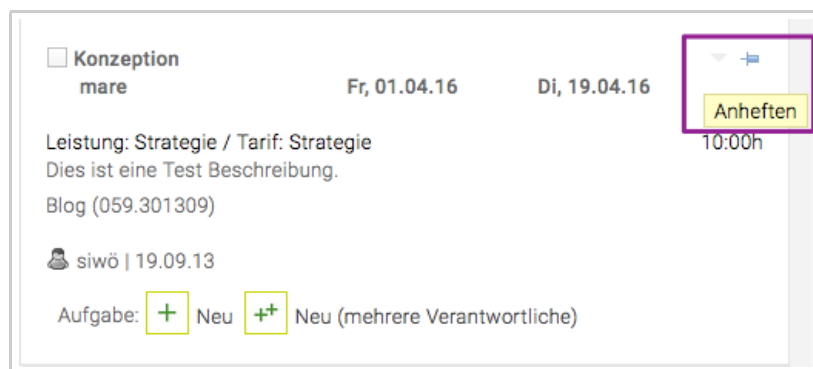 Konzeption
mare Fr, 01.04.16 Di, 19.04.16
Anheften
Leistung: Strategie / Tarif: Strategie 10:00h
Dies ist eine Test Beschreibung.
Blog (059.301309)
siwö | 19.09.13
Aufgabe: + Neu ++ Neu (mehrere Verantwortliche)